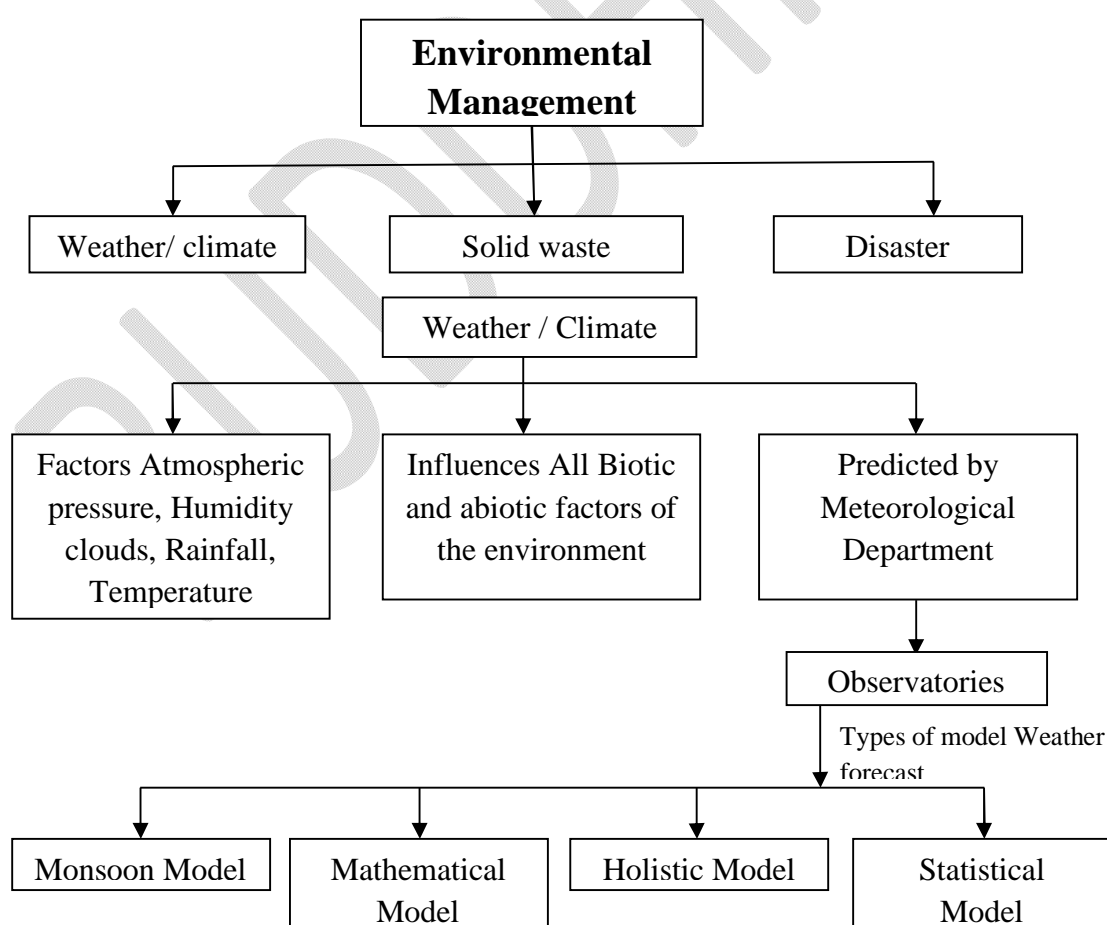 Environmental
Management
Weather/ climate
Solid waste
Disaster
Weather / Climate
Factors Atmospheric
pressure, Humidity
clouds, Rainfall,
Temperature
Influences All Biotic
and abiotic factors of
the environment
Predicted by
Meteorological
Department
Observatories
Types of model Weather
forecast
Monsoon Model
Mathematical
Model
Holistic Model
Statistical
Model